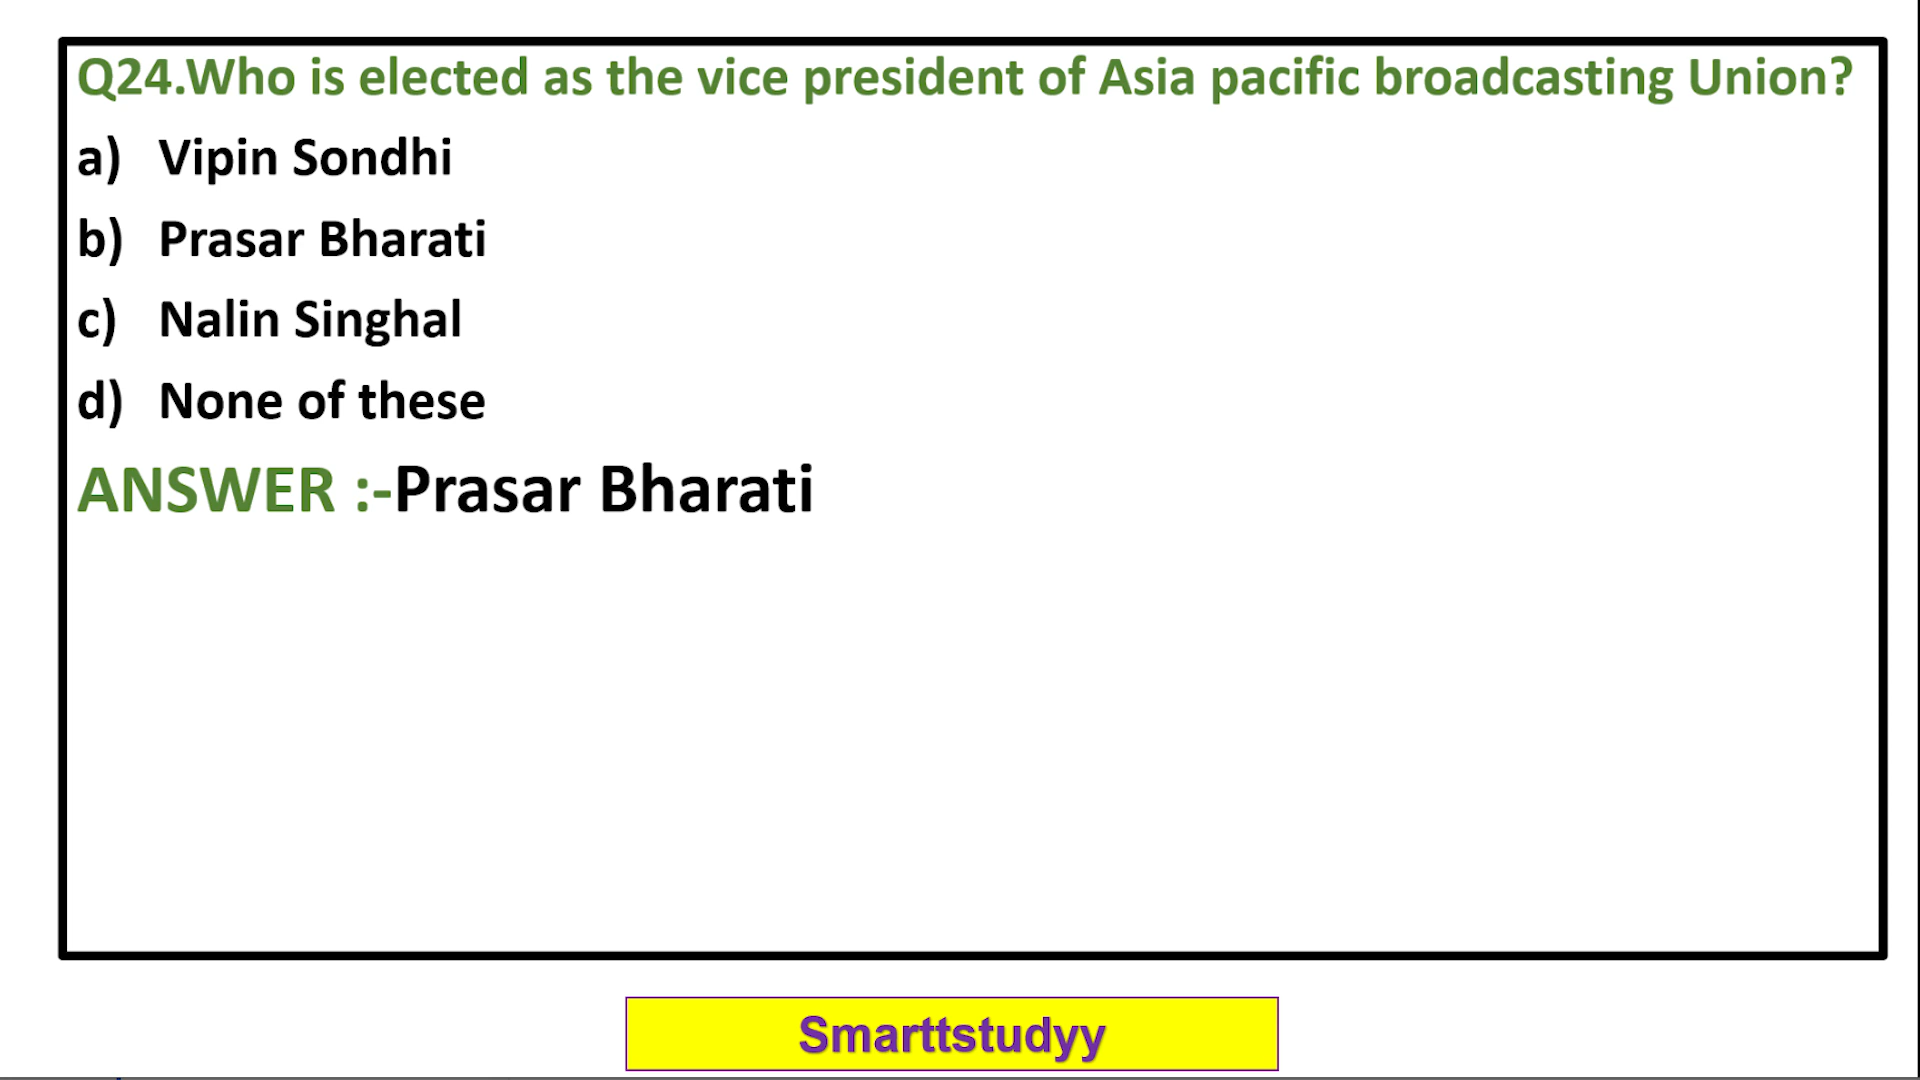 Q24.Who is elected as the vice president of Asia pacific broadcasting Union?
a) Vipin Sondhi
b) Prasar Bharati
c) Nalin Singhal
d) None of these
ANSWER :-Prasar Bharati
Smarttstudyy